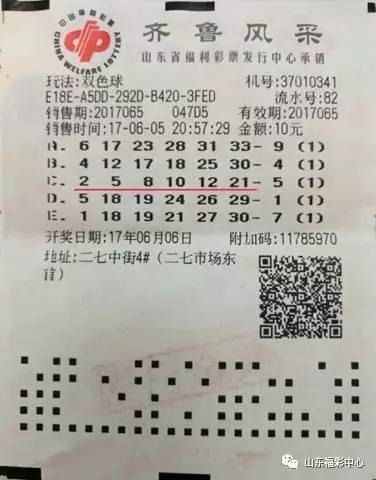 中国福利彩票
CHINA WELFARE LOTTERY
齐鲁风采
山东省福利彩票发行中心承销
玩法:双色球 机号:37010341
E18E-A5DD-292D-B420-3FED 流水号:82
销售期:2017065 047D5 有效期:2017065
销售时间:17-06-05 20:57:29 金额:10元
A. 6 17 23 28 31 33- 9 (1)
B. 4 12 17 18 25 30- 4 (1)
C. 2 5 8 10 12 21- 5 (1)
D. 5 18 19 24 26 29- 1 (1)
E. 1 18 19 21 27 30- 7 (1)
开奖日期:17年06月06日 附加码:11785970
地址:二七中街4#(二七市场东
首)
山东福彩中心